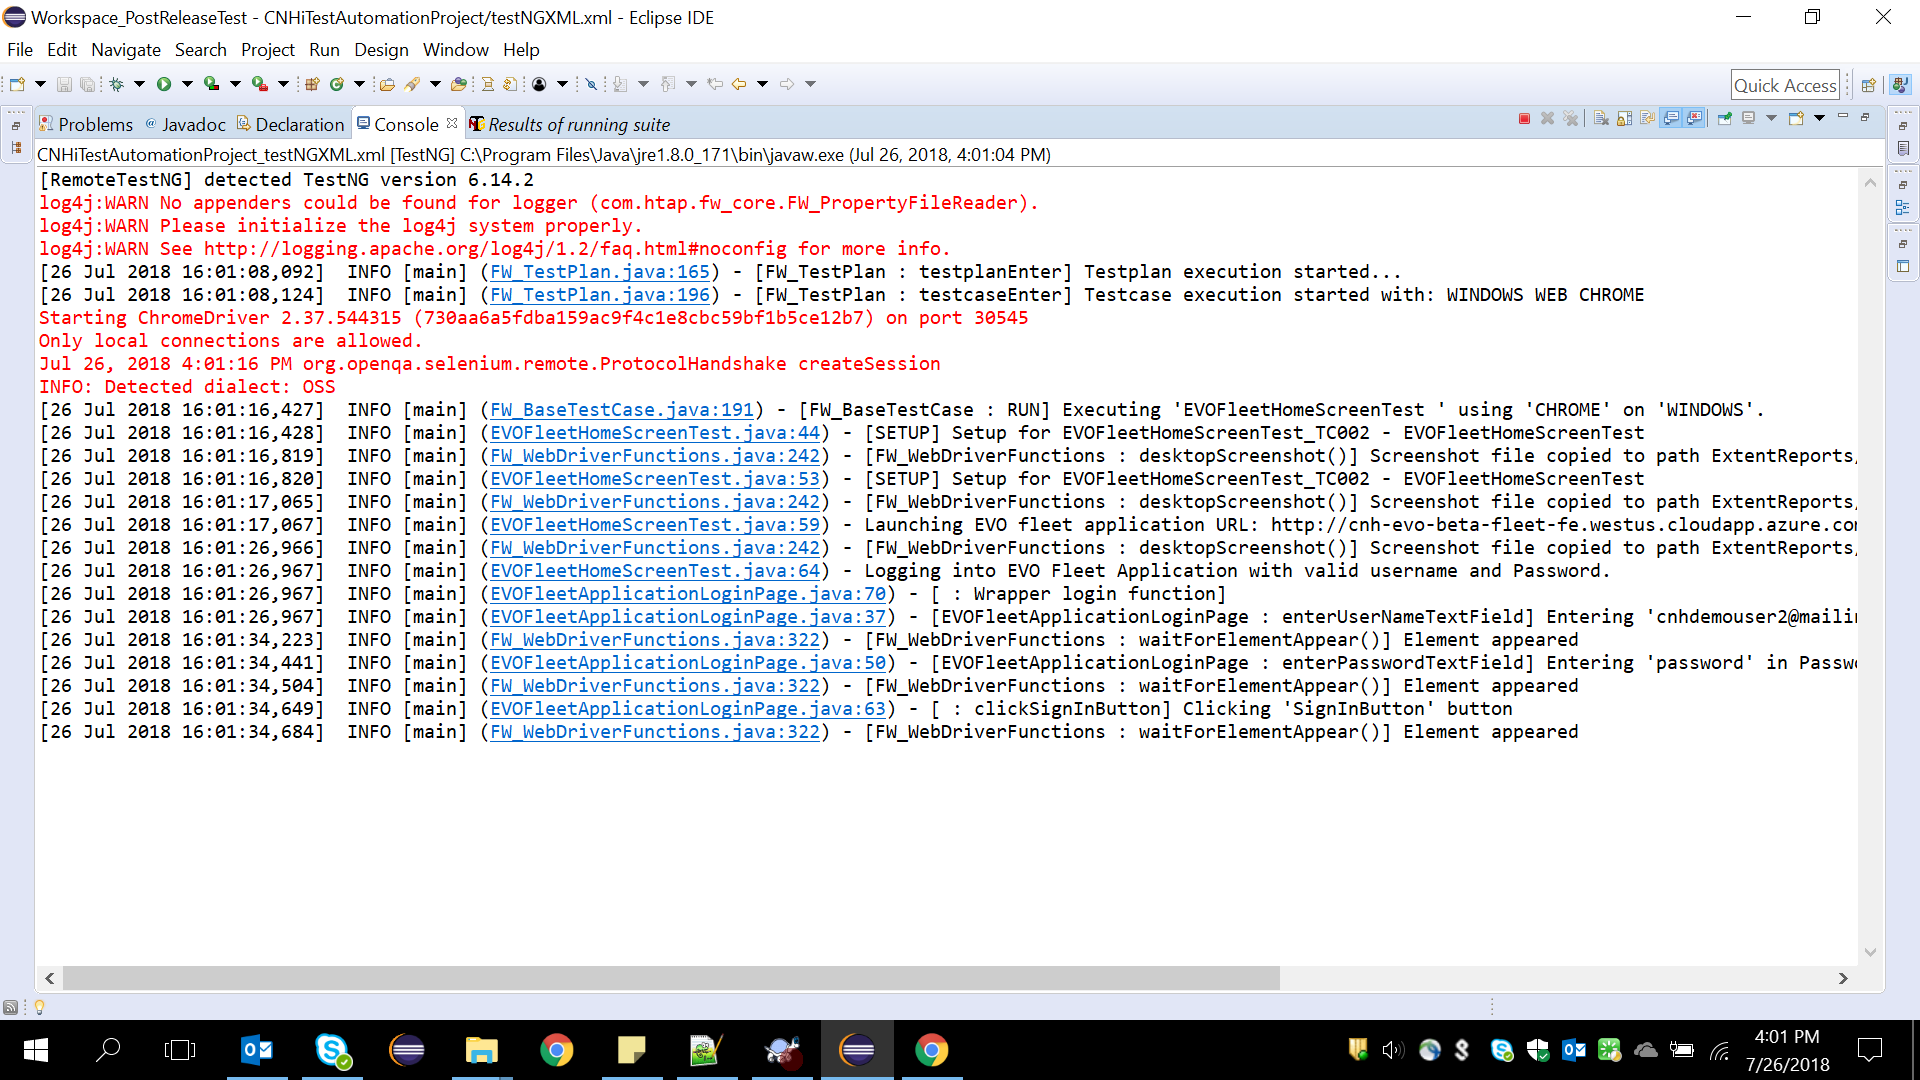 Workspace_PostReleaseTest - CNHiTestAutomationProject/testNGXML.xml - Eclipse IDE
File Edit Navigate Search Project Run Design Window Help
Quick Access
Problems @ Javadoc Declaration Console Results of running suite
CNHiTestAutomationProject_testNGXML.xml [TestNG] C:\Program Files\Java\jre1.8.0_171\bin\javaw.exe (Jul 26, 2018, 4:01:04 PM)
[RemoteTestNG] detected TestNG version 6.14.2
log4j:WARN No appenders could be found for logger (com.htap.fw_core.FW_PropertyFileReader).
log4j:WARN Please initialize the log4j system properly.
log4j:WARN See http://logging.apache.org/log4j/1.2/faq.html#noconfig for more info.
[26 Jul 2018 16:01:08,092]  INFO [main] (FW_TestPlan.java:165) - [FW_TestPlan : testplanEnter] Testplan execution started...
[26 Jul 2018 16:01:08,124]  INFO [main] (FW_TestPlan.java:196) - [FW_TestPlan : testcaseEnter] Testcase execution started with: WINDOWS WEB CHROME
Starting ChromeDriver 2.37.544315 (730aa6a5fdba159ac9f4c1e8cbc59bf1b5ce12b7) on port 30545
Only local connections are allowed.
Jul 26, 2018 4:01:16 PM org.openqa.selenium.remote.ProtocolHandshake createSession
INFO: Detected dialect: OSS
[26 Jul 2018 16:01:16,427]  INFO [main] (FW_BaseTestCase.java:191) - [FW_BaseTestCase : RUN] Executing 'EVOFleetHomeScreenTest ' using 'CHROME' on 'WINDOWS'.
[26 Jul 2018 16:01:16,428]  INFO [main] (EVOFleetHomeScreenTest.java:44) - [SETUP] Setup for EVOFleetHomeScreenTest_TC002 - EVOFleetHomeScreenTest
[26 Jul 2018 16:01:16,819]  INFO [main] (FW_WebDriverFunctions.java:242) - [FW_WebDriverFunctions : desktopScreenshot()] Screenshot file copied to path ExtentReports/
[26 Jul 2018 16:01:16,820]  INFO [main] (EVOFleetHomeScreenTest.java:53) - [SETUP] Setup for EVOFleetHomeScreenTest_TC002 - EVOFleetHomeScreenTest
[26 Jul 2018 16:01:17,065]  INFO [main] (FW_WebDriverFunctions.java:242) - [FW_WebDriverFunctions : desktopScreenshot()] Screenshot file copied to path ExtentReports/
[26 Jul 2018 16:01:17,067]  INFO [main] (EVOFleetHomeScreenTest.java:59) - Launching EVO fleet application URL: http://cnh-evo-beta-fleet-fe.westus.cloudapp.azure.com
[26 Jul 2018 16:01:26,966]  INFO [main] (FW_WebDriverFunctions.java:242) - [FW_WebDriverFunctions : desktopScreenshot()] Screenshot file copied to path ExtentReports/
[26 Jul 2018 16:01:26,967]  INFO [main] (EVOFleetHomeScreenTest.java:64) - Logging into EVO Fleet Application with valid username and Password.
[26 Jul 2018 16:01:26,967]  INFO [main] (EVOFleetApplicationLoginPage.java:70) - [ : Wrapper login function]
[26 Jul 2018 16:01:26,967]  INFO [main] (EVOFleetApplicationLoginPage.java:37) - [EVOFleetApplicationLoginPage : enterUserNameTextField] Entering 'cnhdemouser2@mailin
[26 Jul 2018 16:01:34,223]  INFO [main] (FW_WebDriverFunctions.java:322) - [FW_WebDriverFunctions : waitForElementAppear()] Element appeared
[26 Jul 2018 16:01:34,441]  INFO [main] (EVOFleetApplicationLoginPage.java:50) - [EVOFleetApplicationLoginPage : enterPasswordTextField] Entering 'password' in Passwo
[26 Jul 2018 16:01:34,504]  INFO [main] (FW_WebDriverFunctions.java:322) - [FW_WebDriverFunctions : waitForElementAppear()] Element appeared
[26 Jul 2018 16:01:34,649]  INFO [main] (EVOFleetApplicationLoginPage.java:63) - [ : clickSignInButton] Clicking 'SignInButton' button
[26 Jul 2018 16:01:34,684]  INFO [main] (FW_WebDriverFunctions.java:322) - [FW_WebDriverFunctions : waitForElementAppear()] Element appeared
4:01 PM
7/26/2018